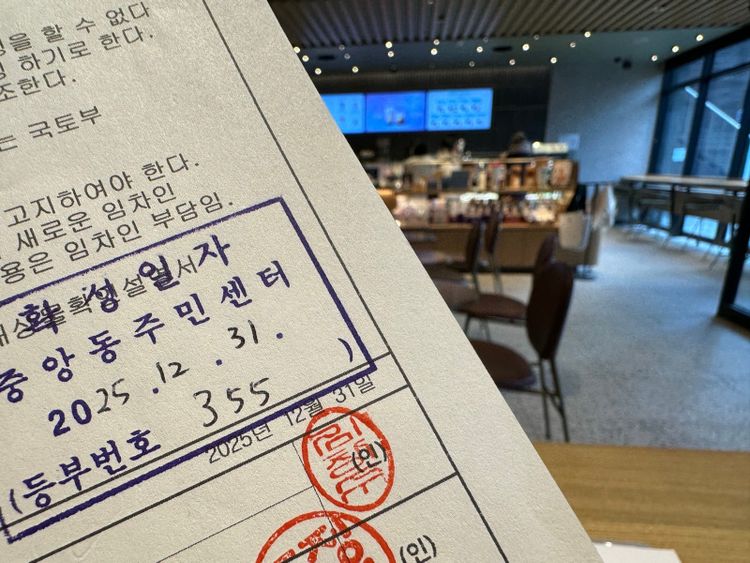 을 할 수 없다
하기로 한다.
조한다.
는 국토부
고지하여야 한다.
새로운 임차인
용은 임차인 부담임.
확정일자
중앙동주민센터
2025.12.31.
(등부번호 355 )
2025년 12월 31일
(인)
(인)